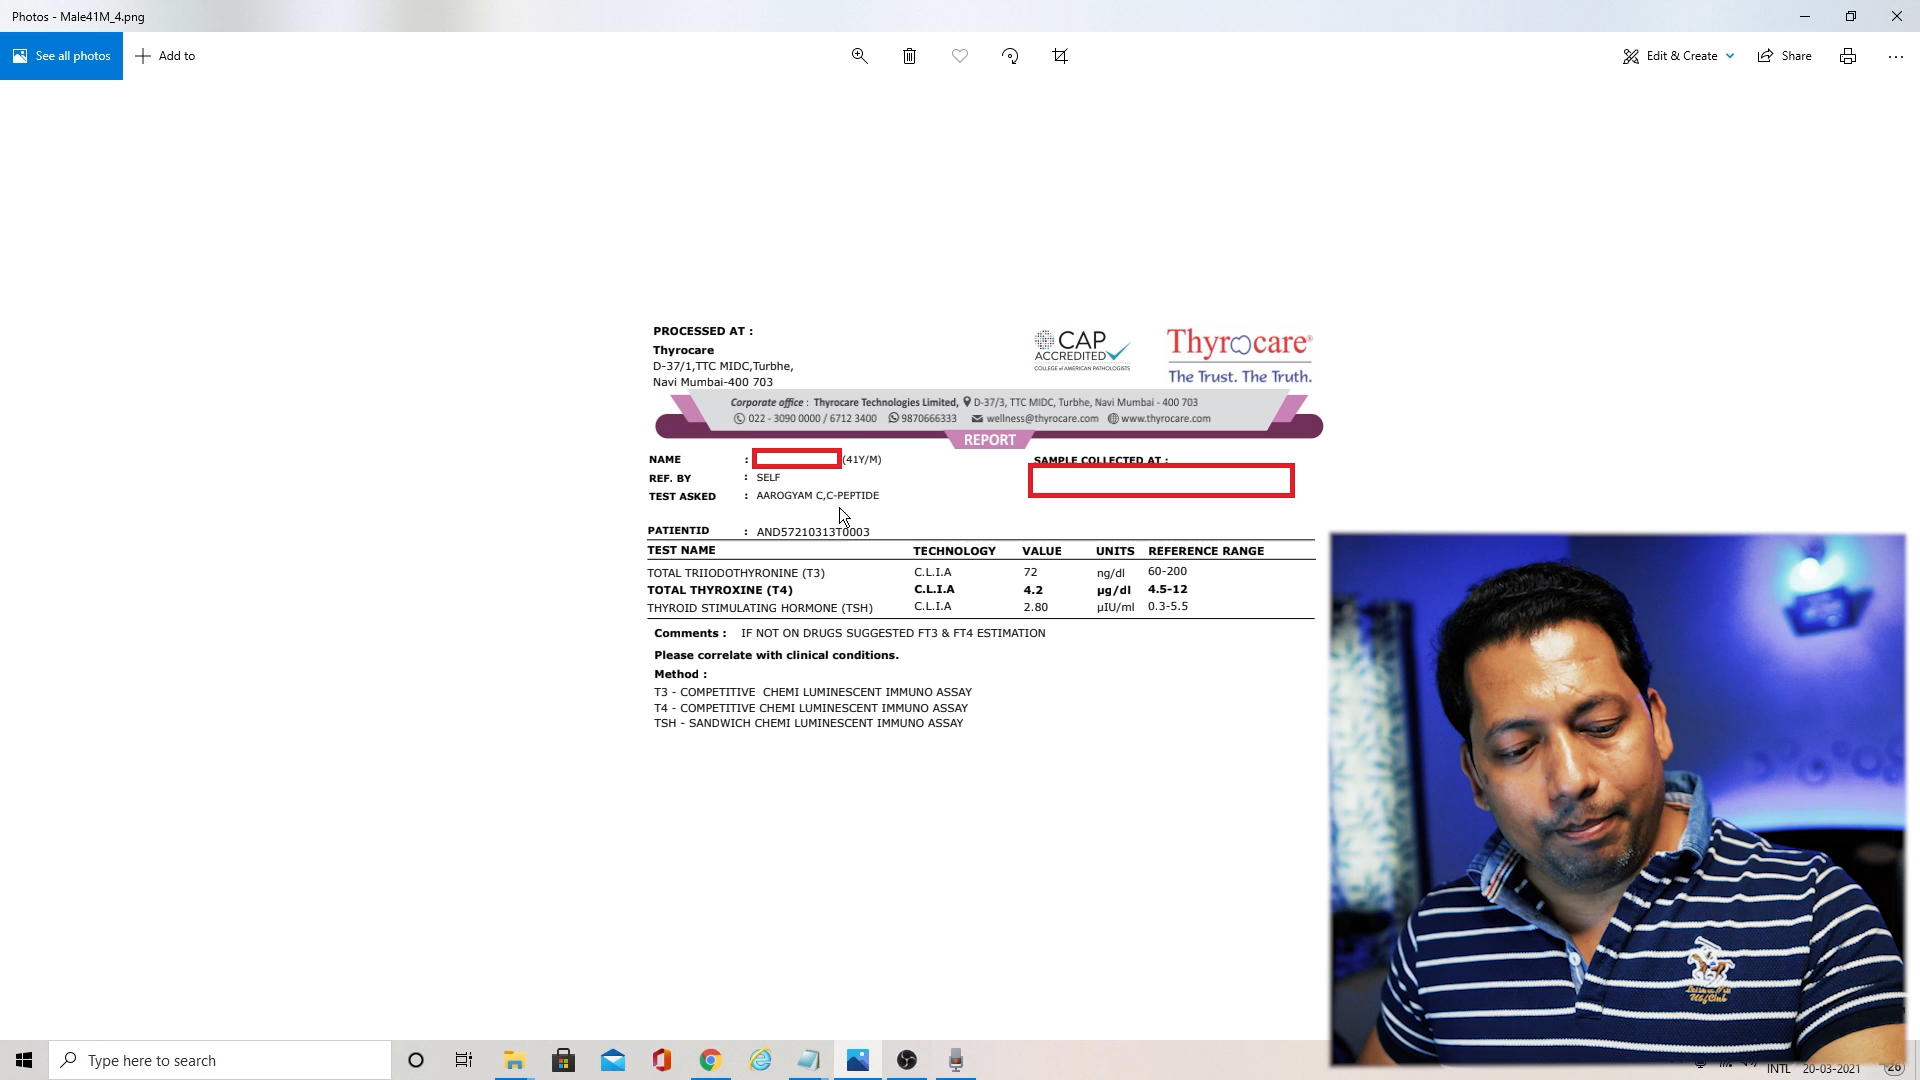 Photos - Male41M_4.png
See all photos
Add to
Edit & Create
Share
PROCESSED AT :
Thyrocare
D-37/1,TTC MIDC,Turbhe,
Navi Mumbai-400 703
CAP
ACCREDITED
COLLEGE of AMERICAN PATHOLOGISTS
Thyrocare®
The Trust. The Truth.
Corporate office : Thyrocare Technologies Limited, D-37/3, TTC MIDC, Turbhe, Navi Mumbai - 400 703
022 - 3090 0000 / 6712 3400 9870666333 wellness@thyrocare.com www.thyrocare.com
REPORT
NAME : (41Y/M)
SAMPLE COLLECTED AT :
REF. BY : SELF
TEST ASKED : AAROGYAM C,C-PEPTIDE
PATIENTID : AND57210313T0003
TEST NAME TECHNOLOGY VALUE UNITS REFERENCE RANGE
TOTAL TRIIODOTHYRONINE (T3) C.L.I.A 72 ng/dl 60-200
TOTAL THYROXINE (T4) C.L.I.A 4.2 µg/dl 4.5-12
THYROID STIMULATING HORMONE (TSH) C.L.I.A 2.80 µIU/ml 0.3-5.5
Comments : IF NOT ON DRUGS SUGGESTED FT3 & FT4 ESTIMATION
Please correlate with clinical conditions.
Method :
T3 - COMPETITIVE CHEMI LUMINESCENT IMMUNO ASSAY
T4 - COMPETITIVE CHEMI LUMINESCENT IMMUNO ASSAY
TSH - SANDWICH CHEMI LUMINESCENT IMMUNO ASSAY
Type here to search
INTL 20-03-2021 26